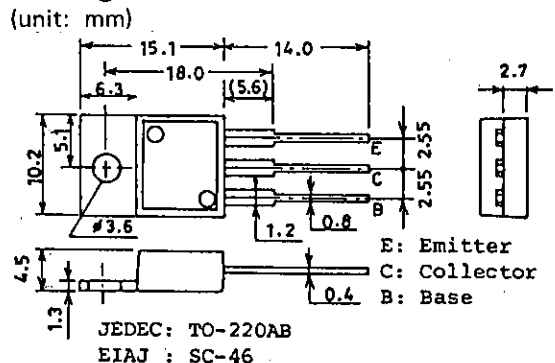 (unit: mm)
15.1
14.0
18.0
(5.6)
6.3
2.7
10.2
5.1
E
2.55
C
2.55
B
ø3.6
1.2
0.8
E: Emitter
C: Collector
B: Base
4.5
1.3
0.4
JEDEC: TO-220AB
EIAJ : SC-46